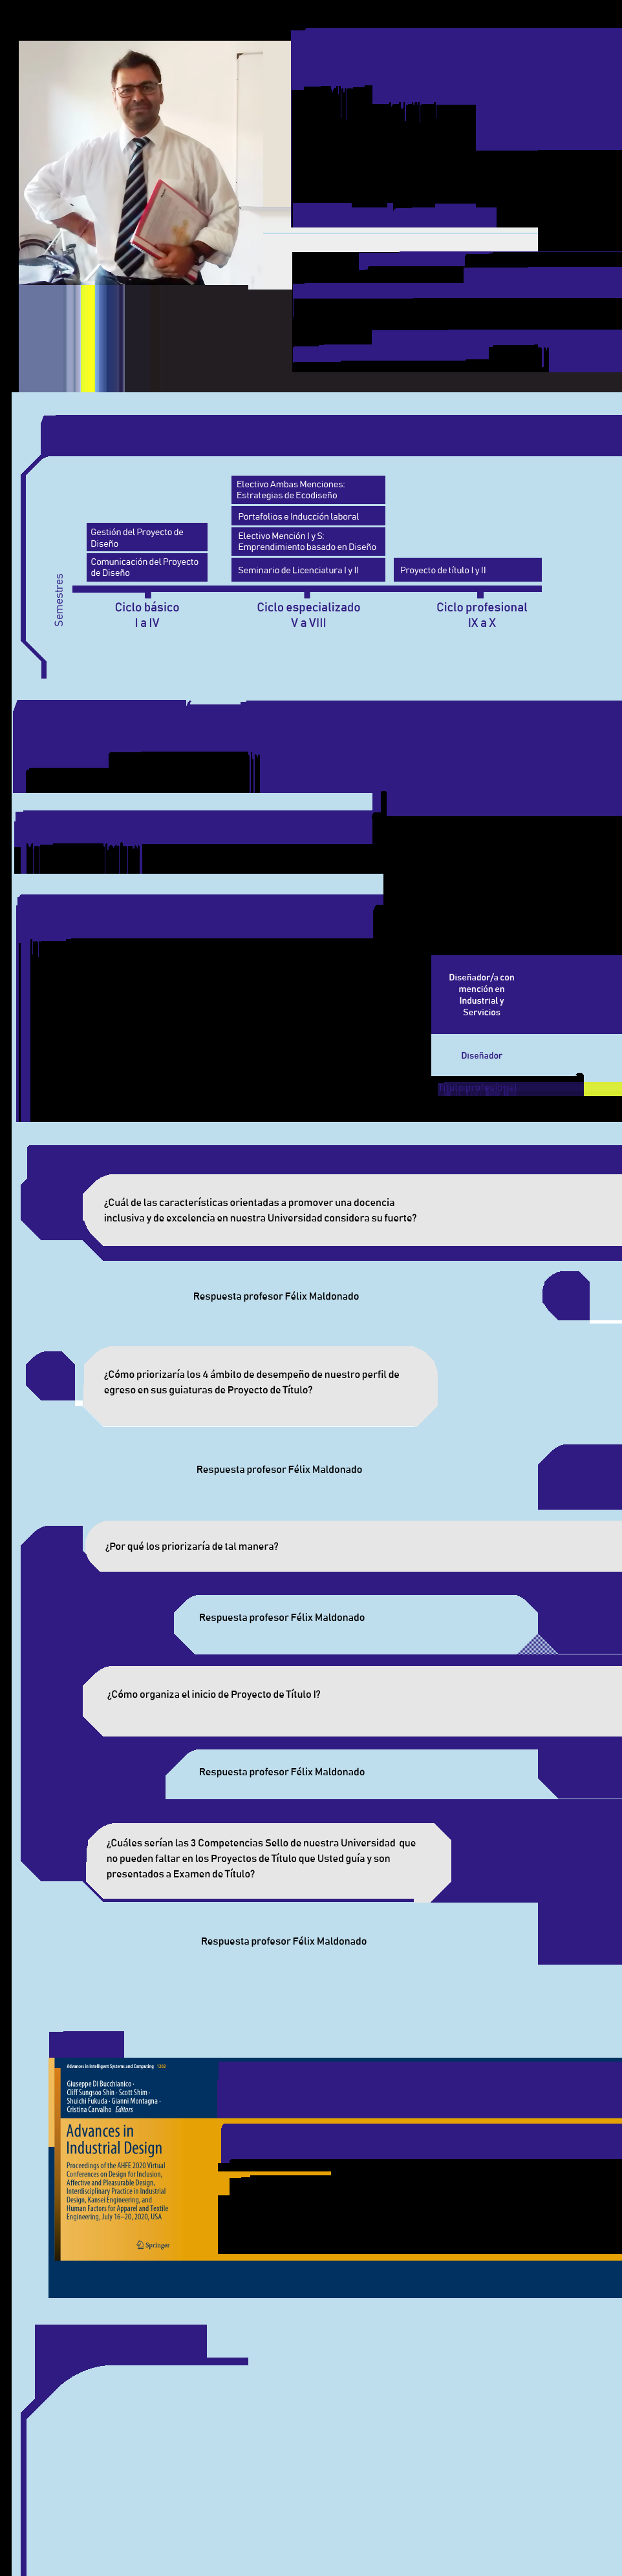 Electivo Ambas Menciones:
Estrategias de Ecodiseño
Portafolios e Inducción laboral
Gestión del Proyecto de
Diseño
Electivo Mención I y S:
Emprendimiento basado en Diseño
Comunicación del Proyecto
de Diseño
Seminario de Licenciatura I y II
Proyecto de título I y II
Semestres
Ciclo básico
I a IV
Ciclo especializado
V a VIII
Ciclo profesional
IX a X
Diseñador/a con
mención en
Industrial y
Servicios
Diseñador
¿Cuál de las características orientadas a promover una docencia
inclusiva y de excelencia en nuestra Universidad considera su fuerte?
Respuesta profesor Félix Maldonado
¿Cómo priorizaría los 4 ámbito de desempeño de nuestro perfil de
egreso en sus guiaturas de Proyecto de Título?
Respuesta profesor Félix Maldonado
¿Por qué los priorizaría de tal manera?
Respuesta profesor Félix Maldonado
¿Cómo organiza el inicio de Proyecto de Título I?
Respuesta profesor Félix Maldonado
¿Cuáles serían las 3 Competencias Sello de nuestra Universidad que
no pueden faltar en los Proyectos de Título que Usted guía y son
presentados a Examen de Título?
Respuesta profesor Félix Maldonado
Advances in Intelligent Systems and Computing 1202
Giuseppe Di Bucchianico ·
Cliff Sungsoo Shin · Scott Shim ·
Shuichi Fukuda · Gianni Montagna ·
Cristina Carvalho Editors
Advances in
Industrial Design
Proceedings of the AHFE 2020 Virtual
Conferences on Design for Inclusion,
Affective and Pleasurable Design,
Interdisciplinary Practice in Industrial
Design, Kansei Engineering, and
Human Factors for Apparel and Textile
Engineering, July 16–20, 2020, USA
Springer